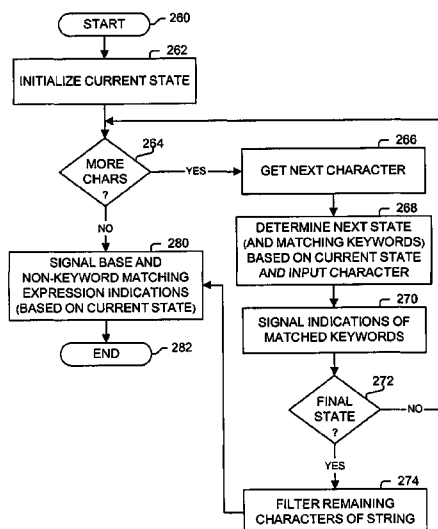 START
260
262
INITIALIZE CURRENT STATE
264
MORE
CHARS
?
YES
NO
266
GET NEXT CHARACTER
268
DETERMINE NEXT STATE
(AND MATCHING KEYWORDS)
BASED ON CURRENT STATE
AND INPUT CHARACTER
270
SIGNAL INDICATIONS OF
MATCHED KEYWORDS
272
FINAL
STATE
?
NO
YES
274
FILTER REMAINING
CHARACTERS OF STRING
280
SIGNAL BASE AND
NON-KEYWORD MATCHING
EXPRESSION INDICATIONS
(BASED ON CURRENT STATE)
END
282